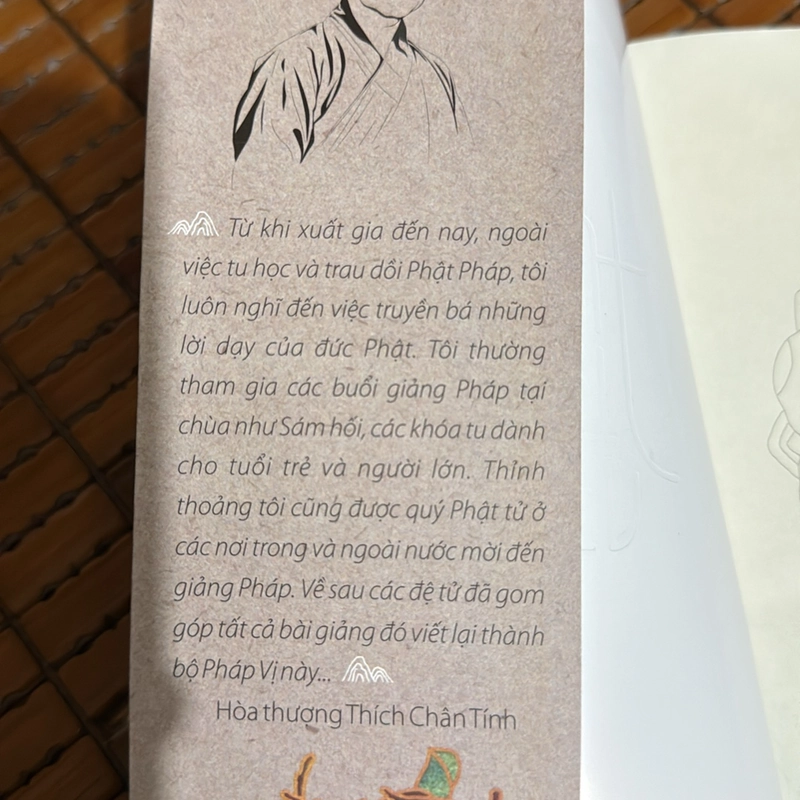 Từ khi xuất gia đến nay, ngoài
việc tu học và trau dồi Phật Pháp, tôi
luôn nghĩ đến việc truyền bá những
lời dạy của đức Phật. Tôi thường
tham gia các buổi giảng Pháp tại
chùa như Sám hối, các khóa tu dành
cho tuổi trẻ và người lớn. Thỉnh
thoảng tôi cũng được quý Phật tử ở
các nơi trong và ngoài nước mời đến
giảng Pháp. Về sau các đệ tử đã gom
góp tất cả bài giảng đó viết lại thành
bộ Pháp Vị này...
Hòa thượng Thích Chân Tính